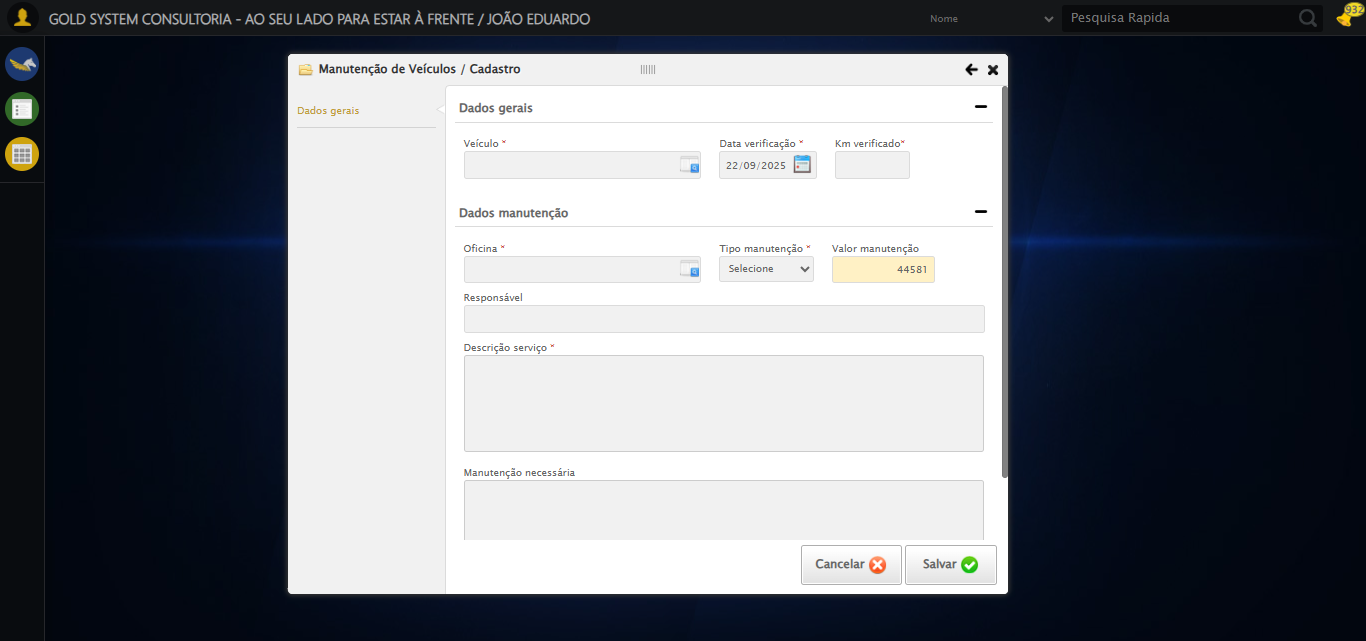 GOLD SYSTEM CONSULTORIA - AO SEU LADO PARA ESTAR À FRENTE / JOÃO EDUARDO
Nome
Pesquisa Rapida
932
Manutenção de Veículos / Cadastro
Dados gerais
Dados gerais
Veículo *
Data verificação *
Km verificado*
22/09/2025
Dados manutenção
Oficina *
Tipo manutenção *
Valor manutenção
Selecione
44581
Responsável
Descrição serviço *
Manutenção necessária
Cancelar
Salvar